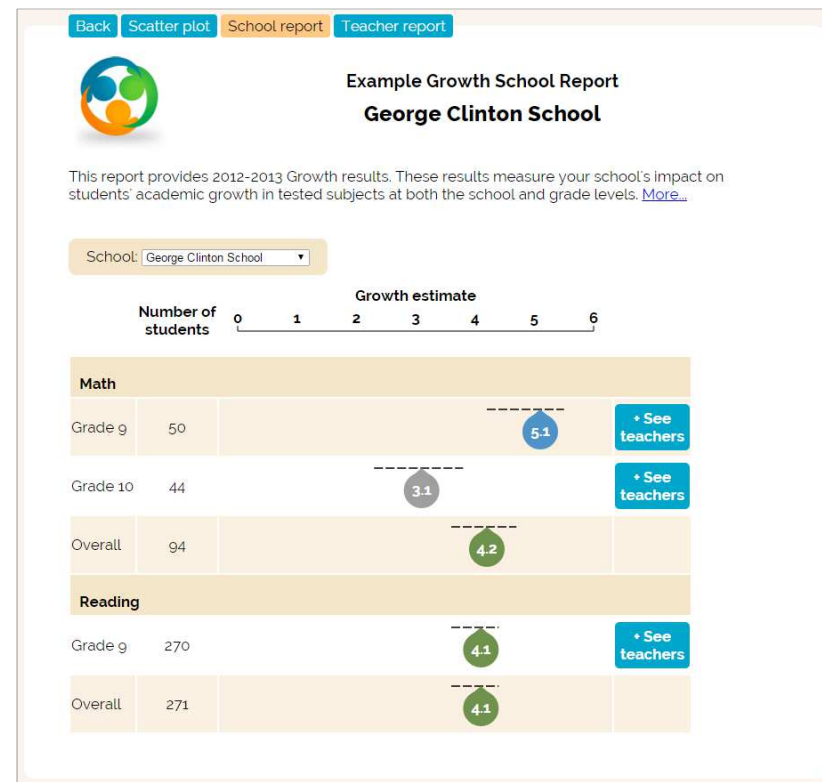 Back Scatter plot School report Teacher report
Example Growth School Report
George Clinton School
This report provides 2012-2013 Growth results. These results measure your school's impact on
students' academic growth in tested subjects at both the school and grade levels. More...
School: George Clinton School
Growth estimate
Number of students 0 1 2 3 4 5 6
Math
Grade 9 50 5.1 + See teachers
Grade 10 44 3.1 + See teachers
Overall 94 4.2
Reading
Grade 9 270 4.1 + See teachers
Overall 271 4.1